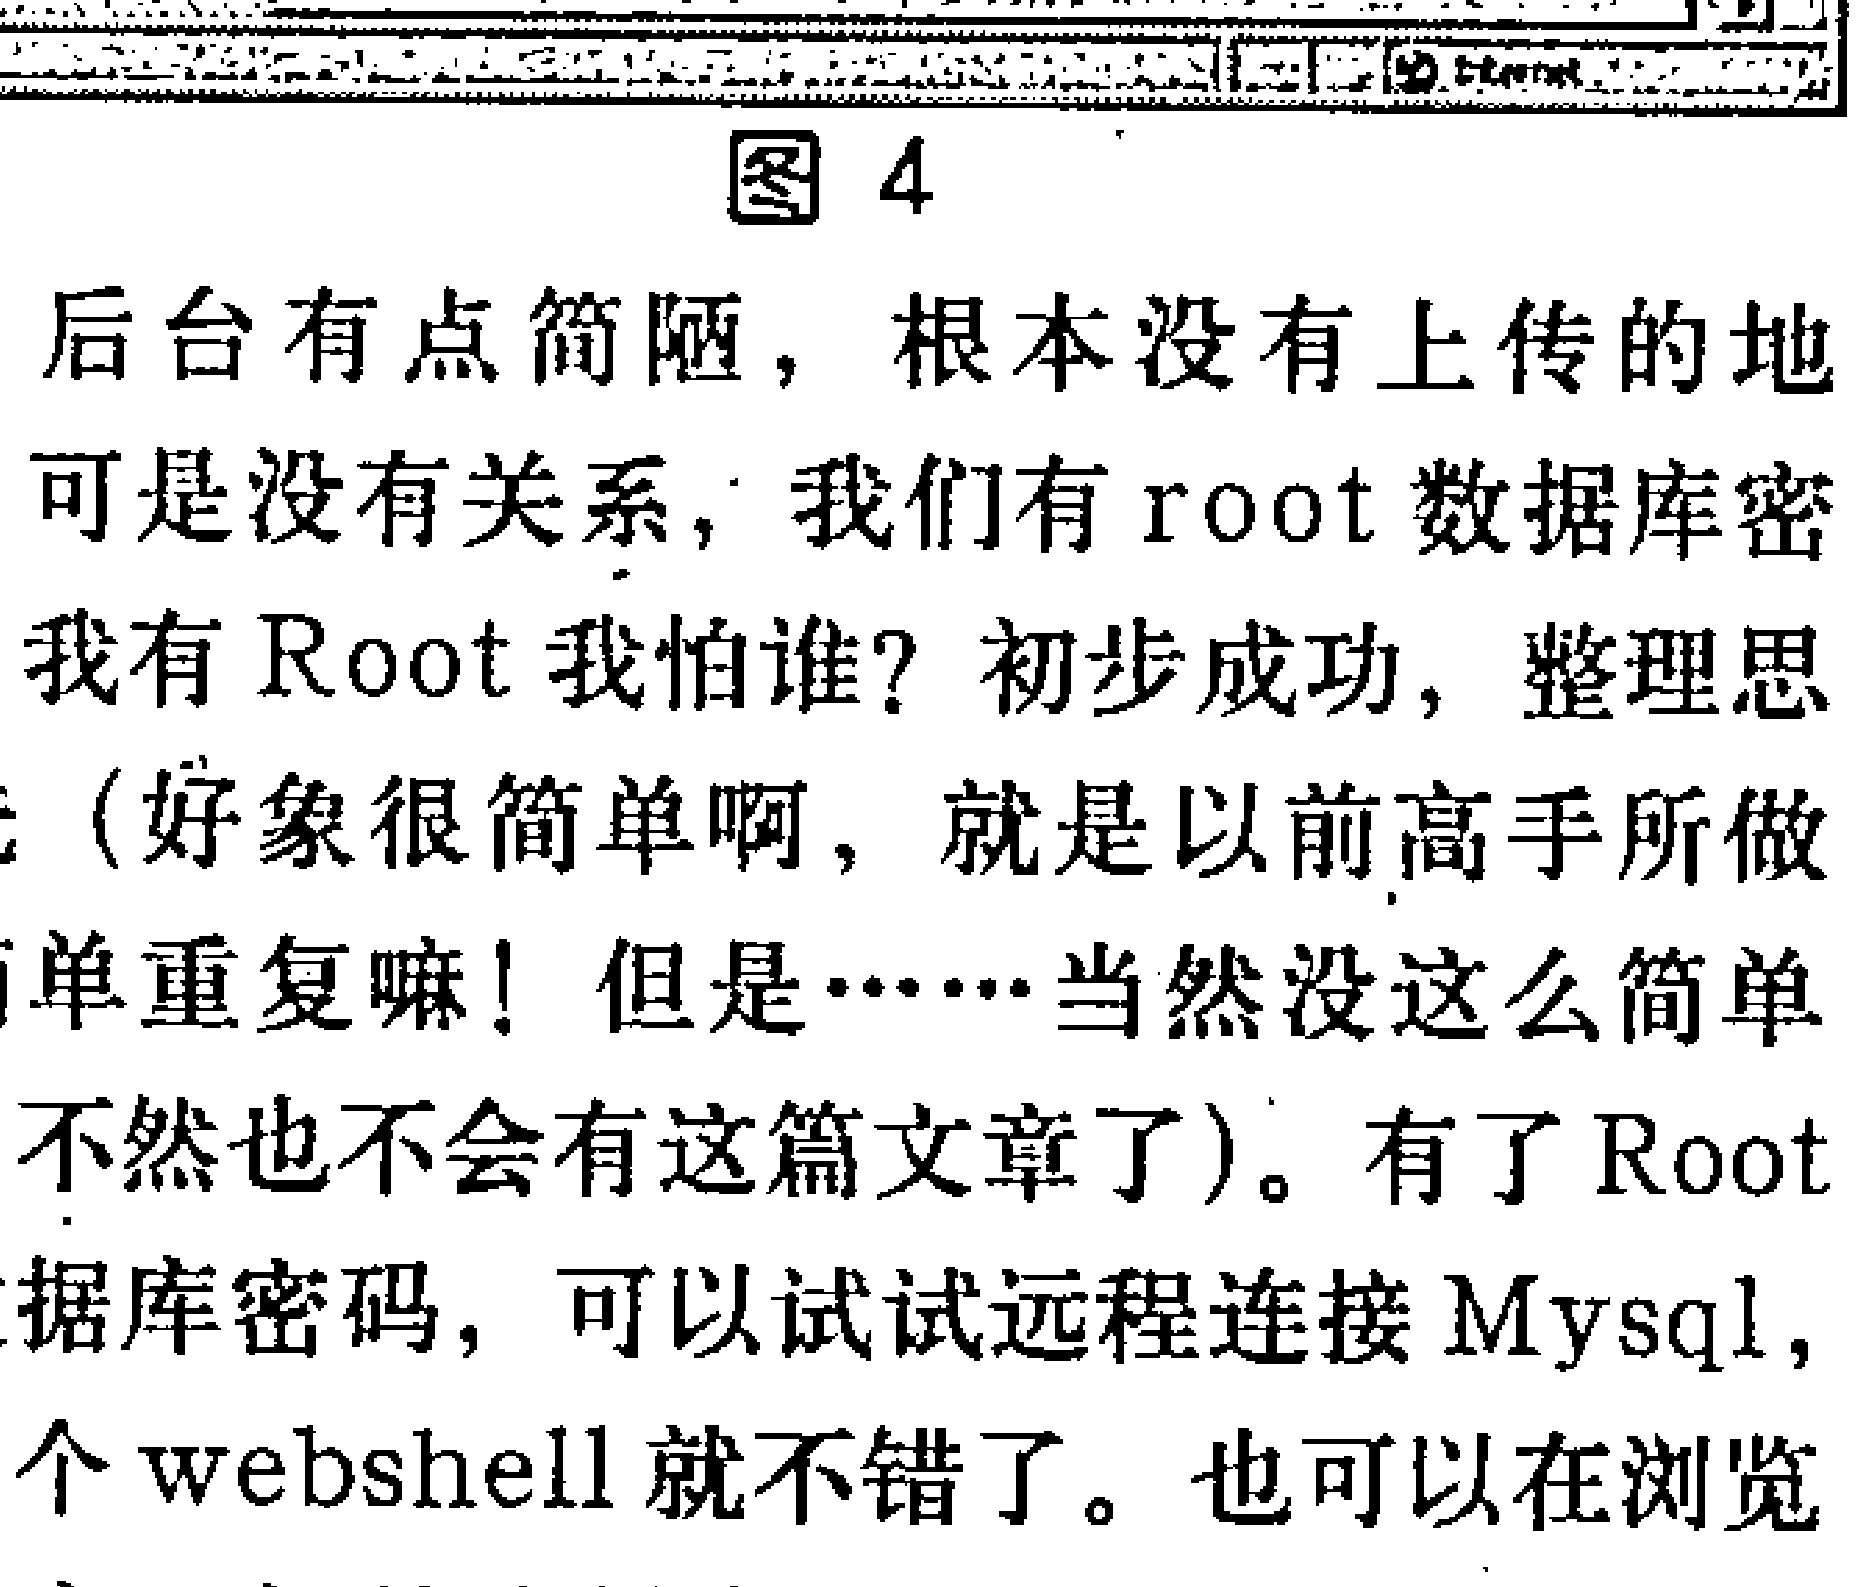 图 4
后台有点简陋，根本没有上传的地
可是没有关系，我们有 root 数据库密
我有 Root 我怕谁？初步成功，整理思
（好象很简单啊，就是以前高手所做
单重复嘛！但是……当然没这么简单
不然也不会有这篇文章了）。有了 Root
据库密码，可以试试远程连接 Mysql，
个 webshell 就不错了。也可以在浏览